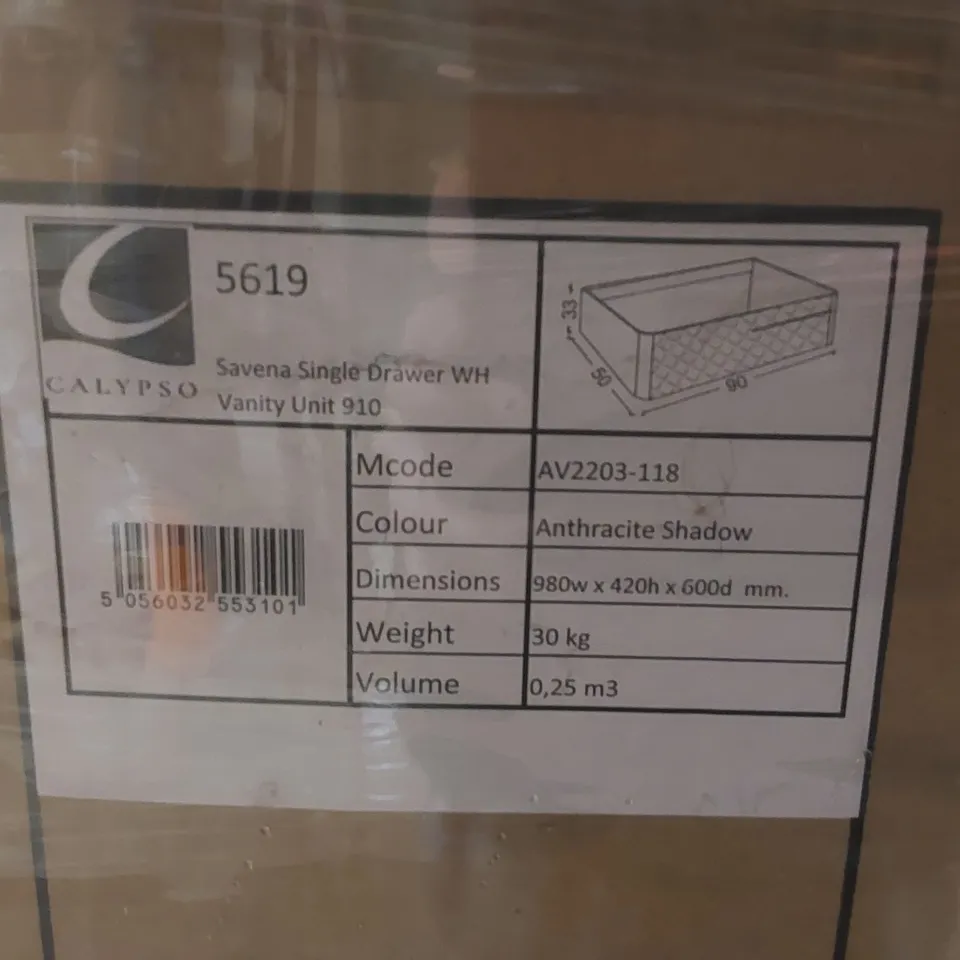 CALYPSO
5619
Savena Single Drawer WH
Vanity Unit 910
33
50
90
5 056032 553101
Mcode AV2203-118
Colour Anthracite Shadow
Dimensions 980w x 420h x 600d mm.
Weight 30 kg
Volume 0,25 m3